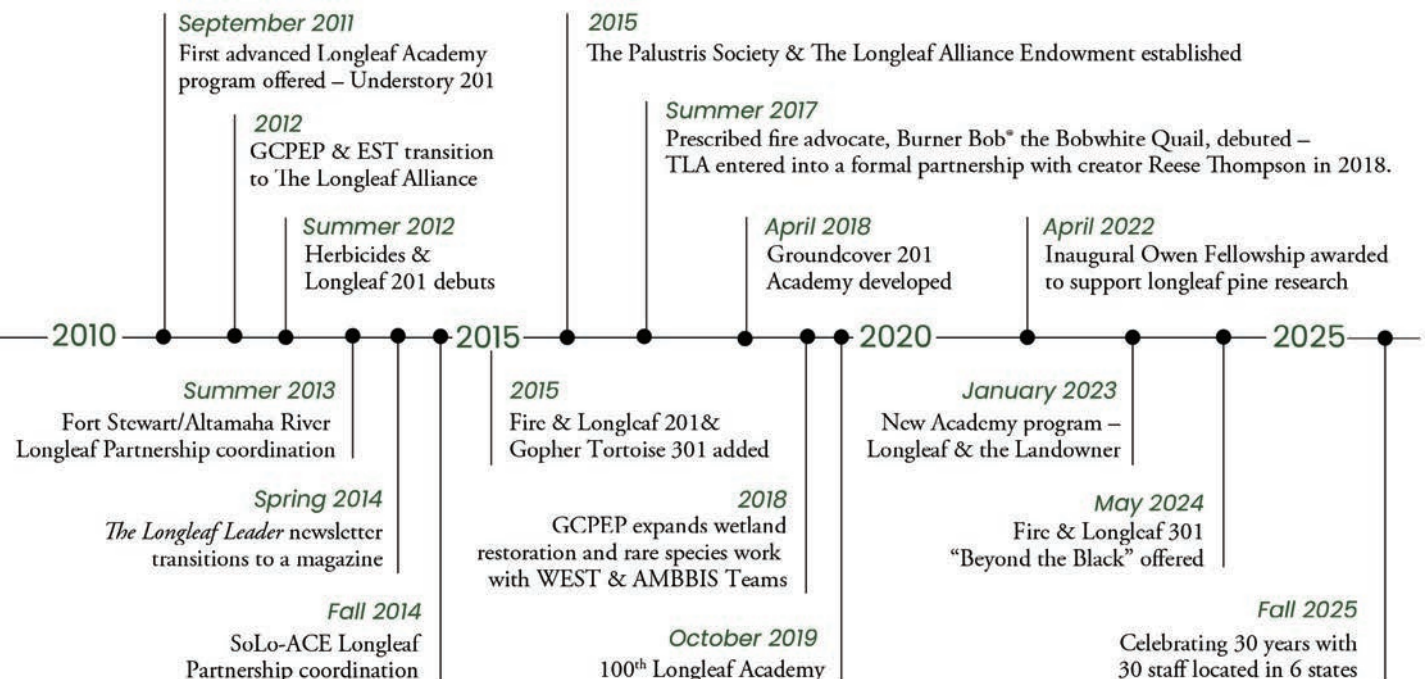 September 2011
First advanced Longleaf Academy
program offered – Understory 201
2012
GCPEP & EST transition
to The Longleaf Alliance
Summer 2012
Herbicides &
Longleaf 201 debuts
2015
The Palustris Society & The Longleaf Alliance Endowment established
Summer 2017
Prescribed fire advocate, Burner Bob® the Bobwhite Quail, debuted –
TLA entered into a formal partnership with creator Reese Thompson in 2018.
April 2018
Groundcover 201
Academy developed
April 2022
Inaugural Owen Fellowship awarded
to support longleaf pine research
2010
2015
2020
2025
Summer 2013
Fort Stewart/Altamaha River
Longleaf Partnership coordination
Spring 2014
The Longleaf Leader newsletter
transitions to a magazine
Fall 2014
SoLo-ACE Longleaf
Partnership coordination
2015
Fire & Longleaf 201&
Gopher Tortoise 301 added
2018
GCPEP expands wetland
restoration and rare species work
with WEST & AMBBIS Teams
October 2019
100th Longleaf Academy
January 2023
New Academy program –
Longleaf & the Landowner
May 2024
Fire & Longleaf 301
“Beyond the Black” offered
Fall 2025
Celebrating 30 years with
30 staff located in 6 states